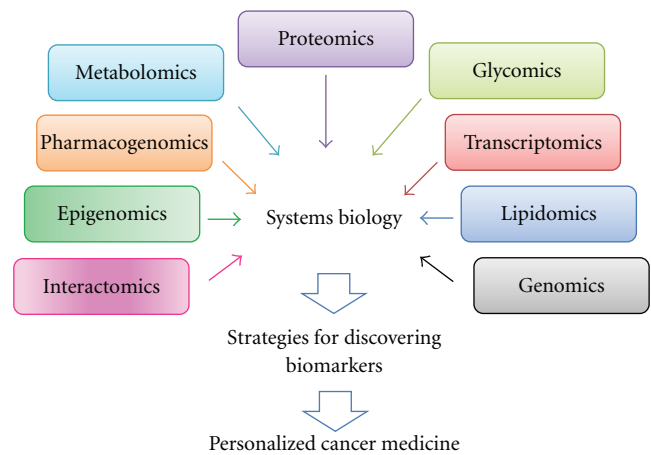 Proteomics
Metabolomics
Glycomics
Pharmacogenomics
Transcriptomics
Epigenomics
Systems biology
Lipidomics
Interactomics
Genomics
Strategies for discovering
biomarkers
Personalized cancer medicine